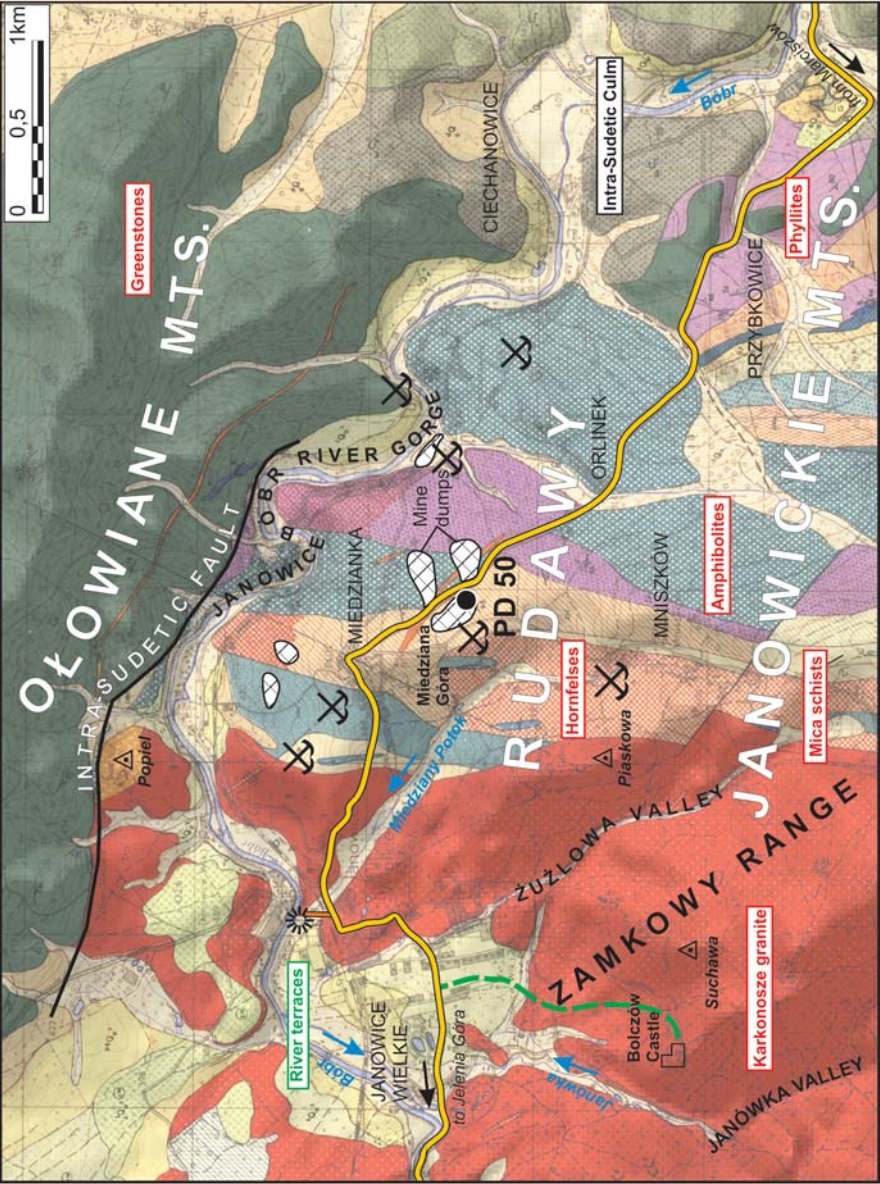 0 0,5 1km
OŁOWIANE MTS.
Greenstones
INTRA-SUDETIC FAULT
Popiel
BÓBR RIVER GORGE
JANOWICE
CIECHANOWICE
Intra-Sudetic Culm
Bóbr
from Marciszów
River terraces
Bóbr
JANOWICE
WIELKIE
to Jelenia Góra
MIEDZIANKA
Mine
dumps
Miedziana
Góra
PD 50
Miedziany Potok
RUDAWY
JANOWICKIE MTS.
ORLINEK
PRZYBKOWICE
Phyllites
MNISZKÓW
Amphibolites
Hornfelses
Piaskowa
Mica schists
ŻUŻLOWA VALLEY
ZAMKOWY RANGE
Suchawa
Bolczów
Castle
Janówka
JANÓWKA VALLEY
Karkonosze granite